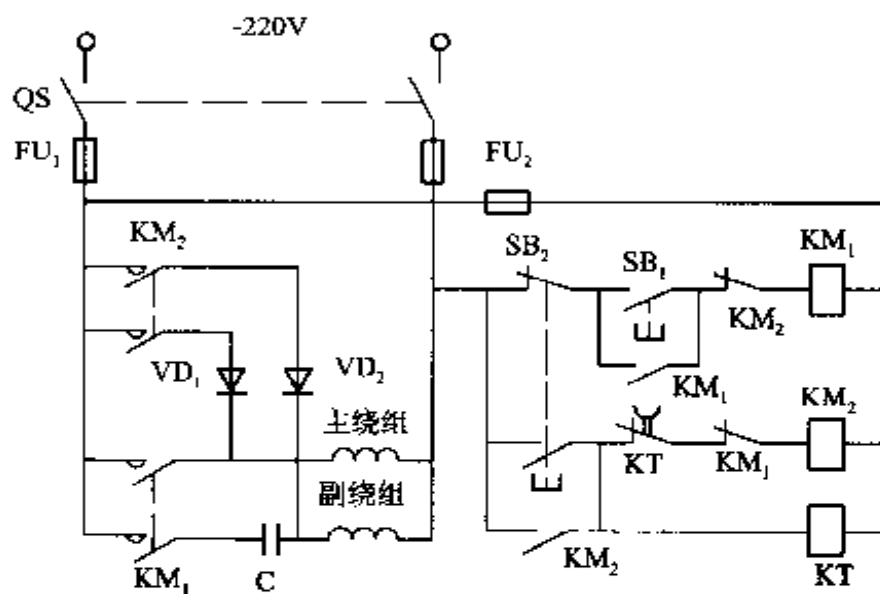 -220V
QS
FU₁
FU₂
KM₂
SB₂
SB₁
KM₁
KM₂
VD₁
VD₂
KM₁
KM₂
主绕组
KT
KM₁
副绕组
KM₂
KM₁
C
KT